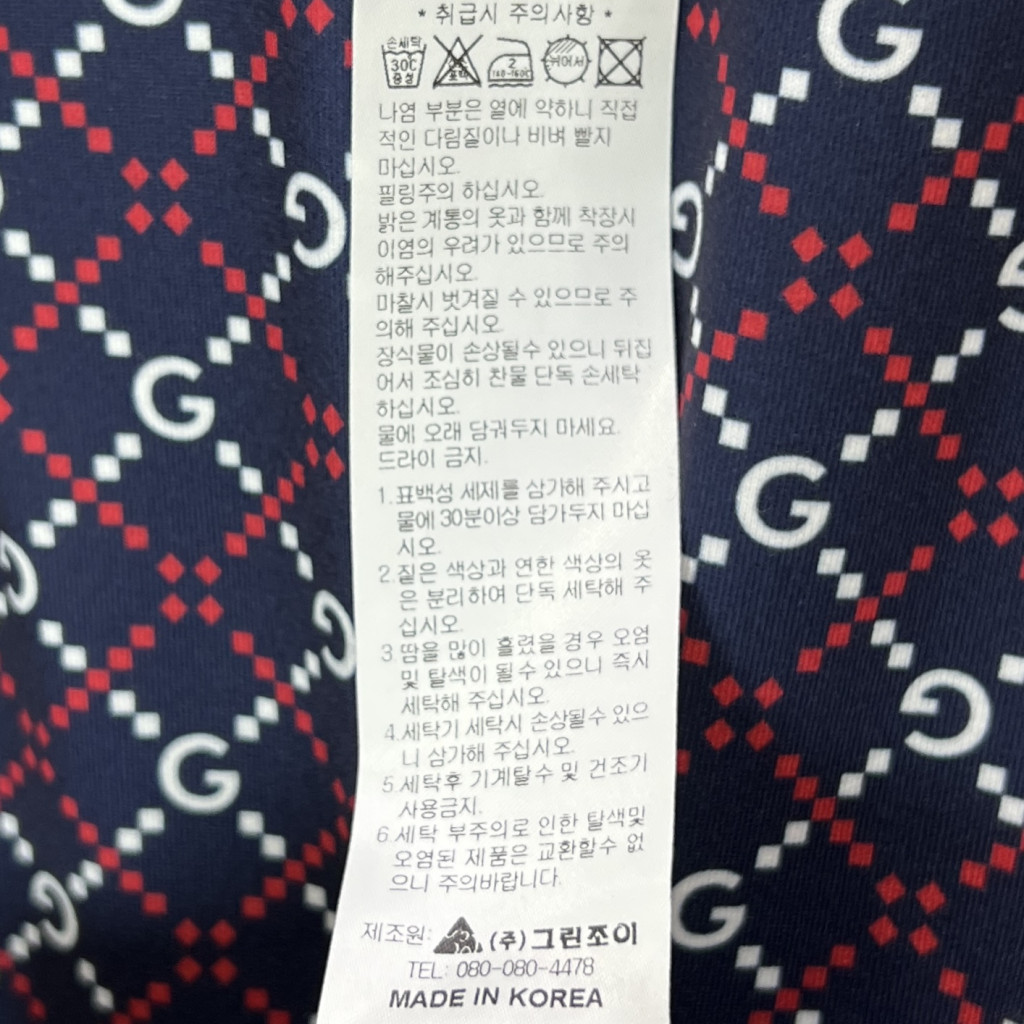 * 취급시 주의사항 *
손세탁
30C
중성
표백
2
160-160C
뉘어서
나염 부분은 열에 약하니 직접
적인 다림질이나 비벼 빨지
마십시오.
필링주의 하십시오.
밝은 계통의 옷과 함께 착장시
이염의 우려가 있으므로 주의
해주십시오.
마찰시 벗겨질 수 있으므로 주
의해 주십시오.
장식물이 손상될수 있으니 뒤집
어서 조심히 찬물 단독 손세탁
하십시오.
물에 오래 담궈두지 마세요.
드라이 금지.
1.표백성 세제를 삼가해 주시고
물에 30분이상 담가두지 마십
시오.
2.짙은 색상과 연한 색상의 옷
은 분리하여 단독 세탁해 주
십시오.
3.땀을 많이 흘렸을 경우 오염
및 탈색이 될수 있으니 즉시
세탁해 주십시오.
4.세탁기 세탁시 손상될수 있으
니 삼가해 주십시오.
5.세탁후 기계탈수 및 건조기
사용금지.
6.세탁 부주의로 인한 탈색및
오염된 제품은 교환할수 없
으니 주의바랍니다.
제조원: (주)그린조이
TEL: 080-080-4478
MADE IN KOREA
G
G
G
G
G
G
G
G
G